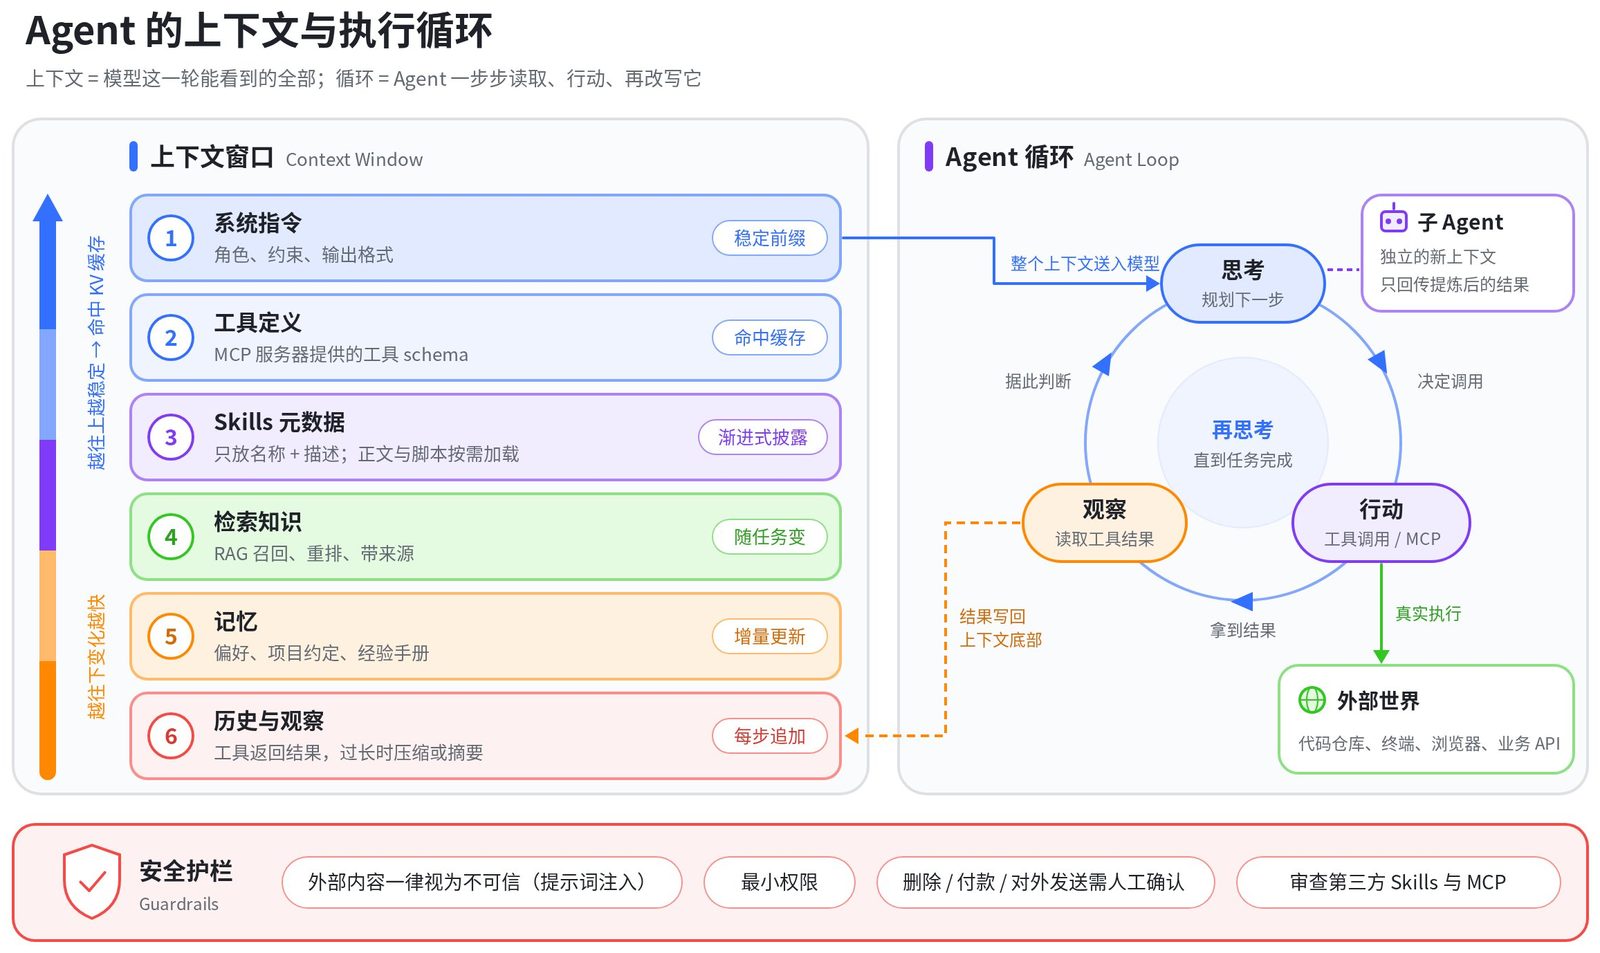 Agent 的上下文与执行循环
上下文 = 模型这一轮能看到的全部；循环 = Agent 一步步读取、行动、再改写它
上下文窗口 Context Window
越往上越稳定 → 命中 KV 缓存
越往下变化越快
1
系统指令
角色、约束、输出格式
稳定前缀
2
工具定义
MCP 服务器提供的工具 schema
命中缓存
3
Skills 元数据
只放名称 + 描述；正文与脚本按需加载
渐进式披露
4
检索知识
RAG 召回、重排、带来源
随任务变
5
记忆
偏好、项目约定、经验手册
增量更新
6
历史与观察
工具返回结果，过长时压缩或摘要
每步追加
Agent 循环 Agent Loop
整个上下文送入模型
思考
规划下一步
子 Agent
独立的新上下文
只回传提炼后的结果
据此判断
决定调用
再思考
直到任务完成
观察
读取工具结果
行动
工具调用 / MCP
结果写回
上下文底部
拿到结果
真实执行
外部世界
代码仓库、终端、浏览器、业务 API
安全护栏
Guardrails
外部内容一律视为不可信（提示词注入）
最小权限
删除 / 付款 / 对外发送需人工确认
审查第三方 Skills 与 MCP